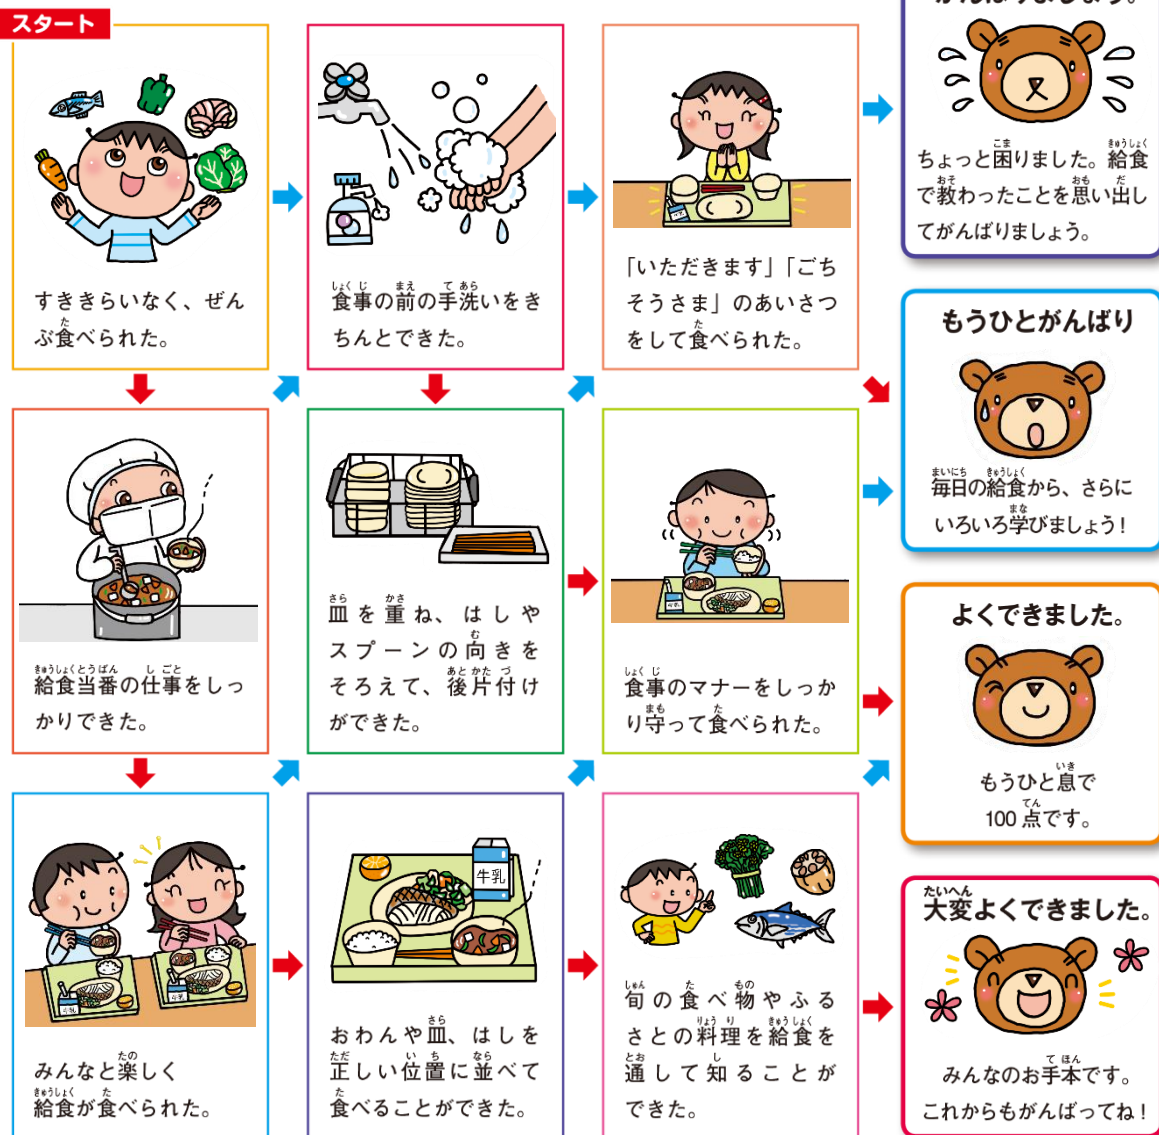 スタート
すききらいなく、ぜん
ぶ食べられた。
食事の前の手洗いをき
ちんとできた。
「いただきます」「ごち
そうさま」のあいさつ
をして食べられた。
ちょっと困りました。給食
で教わったことを思い出し
てがんばりましょう。
もうひとがんばり
毎日の給食から、さらに
いろいろ学びましょう！
給食当番の仕事をしっ
かりできた。
皿を重ね、はしや
スプーンの向きを
そろえて、後片付け
ができた。
牛乳
食事のマナーをしっか
り守って食べられた。
よくできました。
もうひと息で
100点です。
牛乳
みんなと楽しく
給食が食べられた。
牛乳
おわんや皿、はしを
正しい位置に並べて
食べることができた。
旬の食べ物やふる
さとの料理を給食を
通して知ることが
できた。
大変よくできました。
みんなのお手本です。
これからもがんばってね！